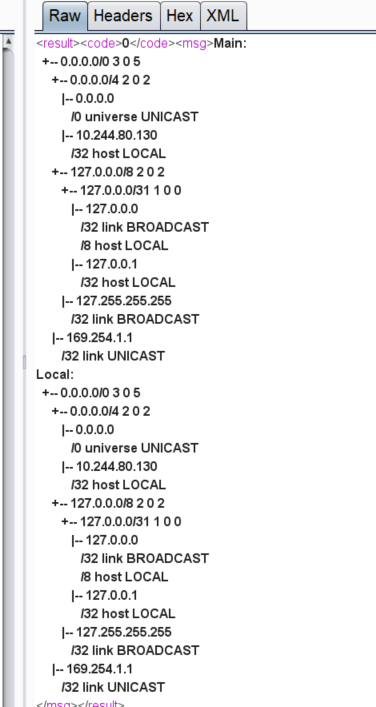 Raw Headers Hex XML
<result><code>0</code><msg>Main:
+-- 0.0.0.0/0 3 0 5
+-- 0.0.0.0/4 2 0 2
|-- 0.0.0.0
/0 universe UNICAST
|-- 10.244.80.130
/32 host LOCAL
+-- 127.0.0.0/8 2 0 2
+-- 127.0.0.0/31 1 0 0
|-- 127.0.0.0
/32 link BROADCAST
/8 host LOCAL
|-- 127.0.0.1
/32 host LOCAL
|-- 127.255.255.255
/32 link BROADCAST
|-- 169.254.1.1
/32 link UNICAST
Local:
+-- 0.0.0.0/0 3 0 5
+-- 0.0.0.0/4 2 0 2
|-- 0.0.0.0
/0 universe UNICAST
|-- 10.244.80.130
/32 host LOCAL
+-- 127.0.0.0/8 2 0 2
+-- 127.0.0.0/31 1 0 0
|-- 127.0.0.0
/32 link BROADCAST
/8 host LOCAL
|-- 127.0.0.1
/32 host LOCAL
|-- 127.255.255.255
/32 link BROADCAST
|-- 169.254.1.1
/32 link UNICAST
</msg></result>